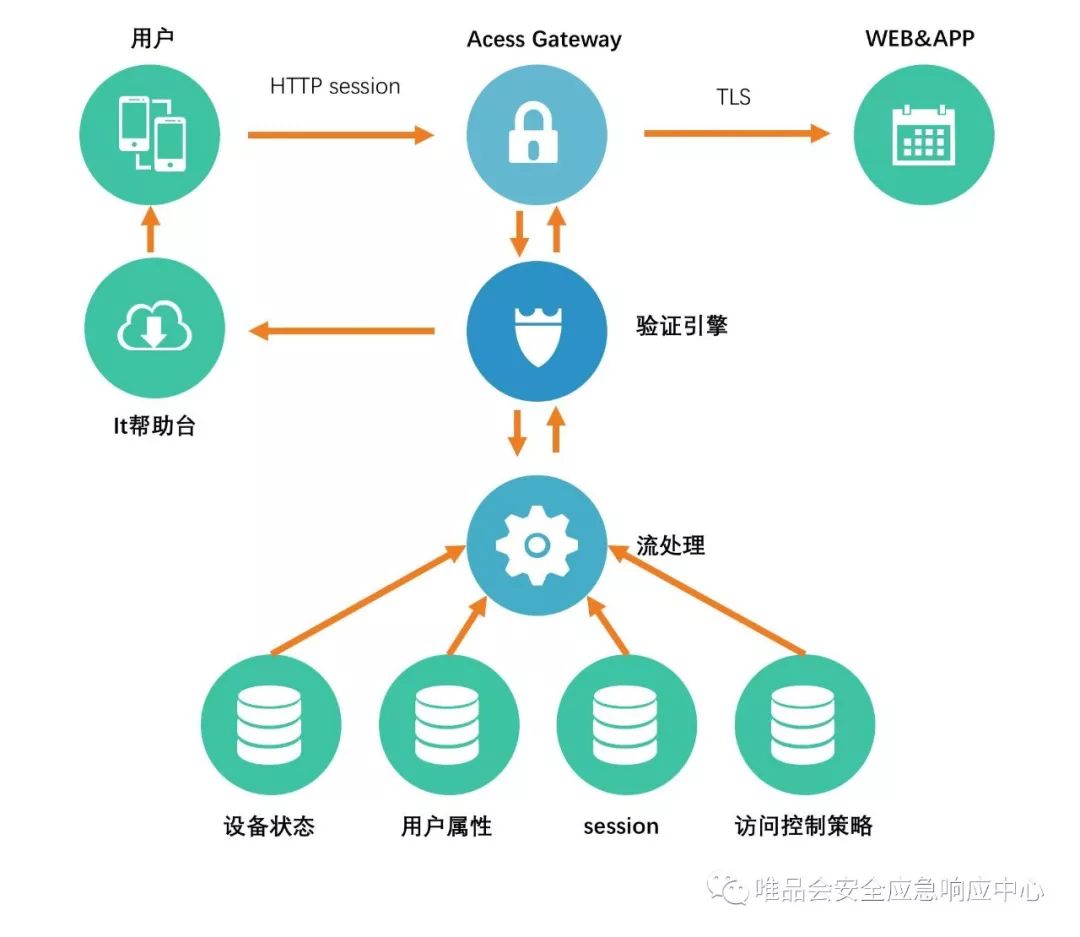 用户
Acess Gateway
WEB&APP
HTTP session
TLS
验证引擎
It帮助台
流处理
设备状态
用户属性
session
访问控制策略
唯品会安全应急响应中心